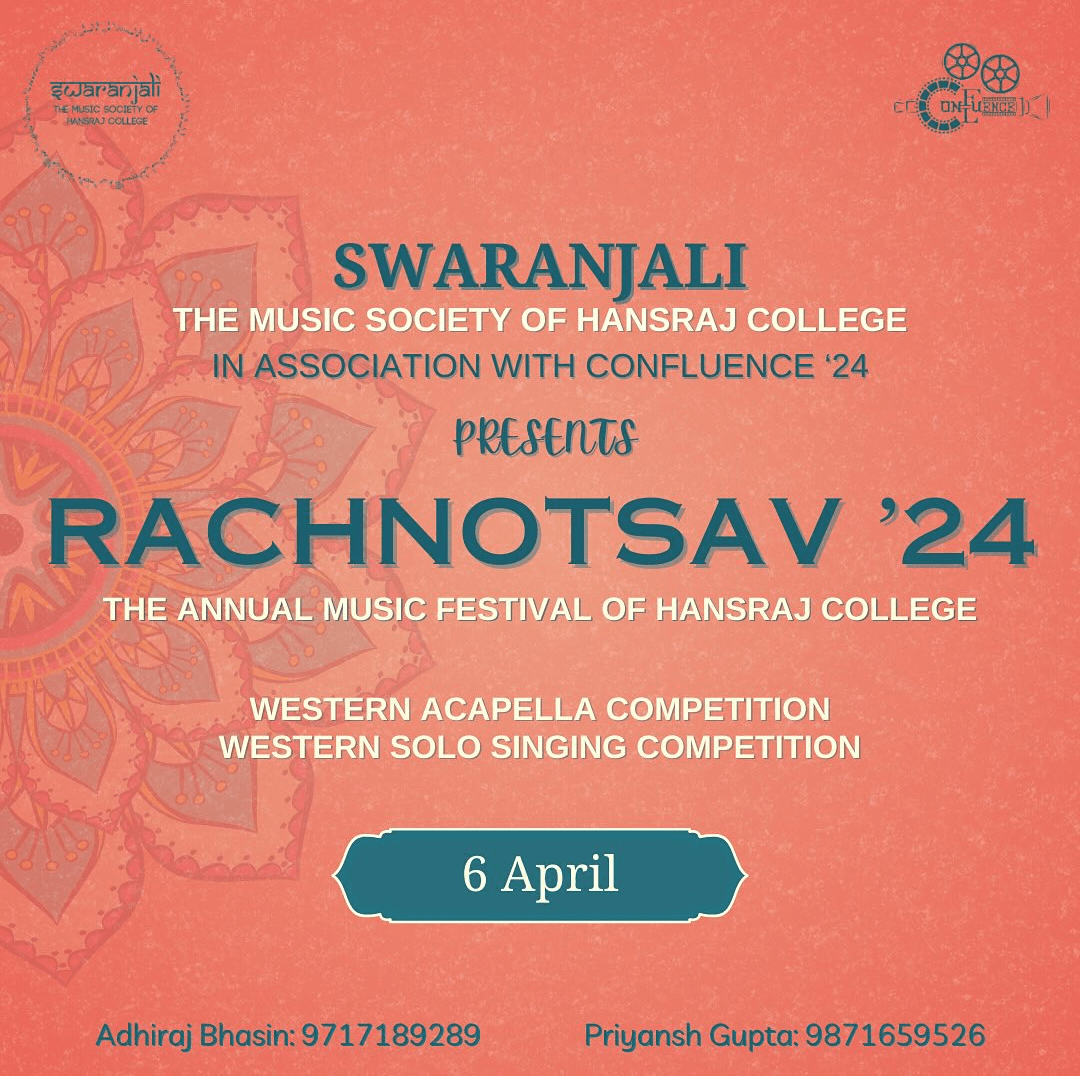 swaranjali
THE MUSIC SOCIETY OF
HANSRAJ COLLEGE
CONFLUENCE
SWARANJALI
THE MUSIC SOCIETY OF HANSRAJ COLLEGE
IN ASSOCIATION WITH CONFLUENCE ‘24
PRESENTS
RACHNOTSAV ’24
THE ANNUAL MUSIC FESTIVAL OF HANSRAJ COLLEGE
WESTERN ACAPELLA COMPETITION
WESTERN SOLO SINGING COMPETITION
6 April
Adhiraj Bhasin: 9717189289
Priyansh Gupta: 9871659526